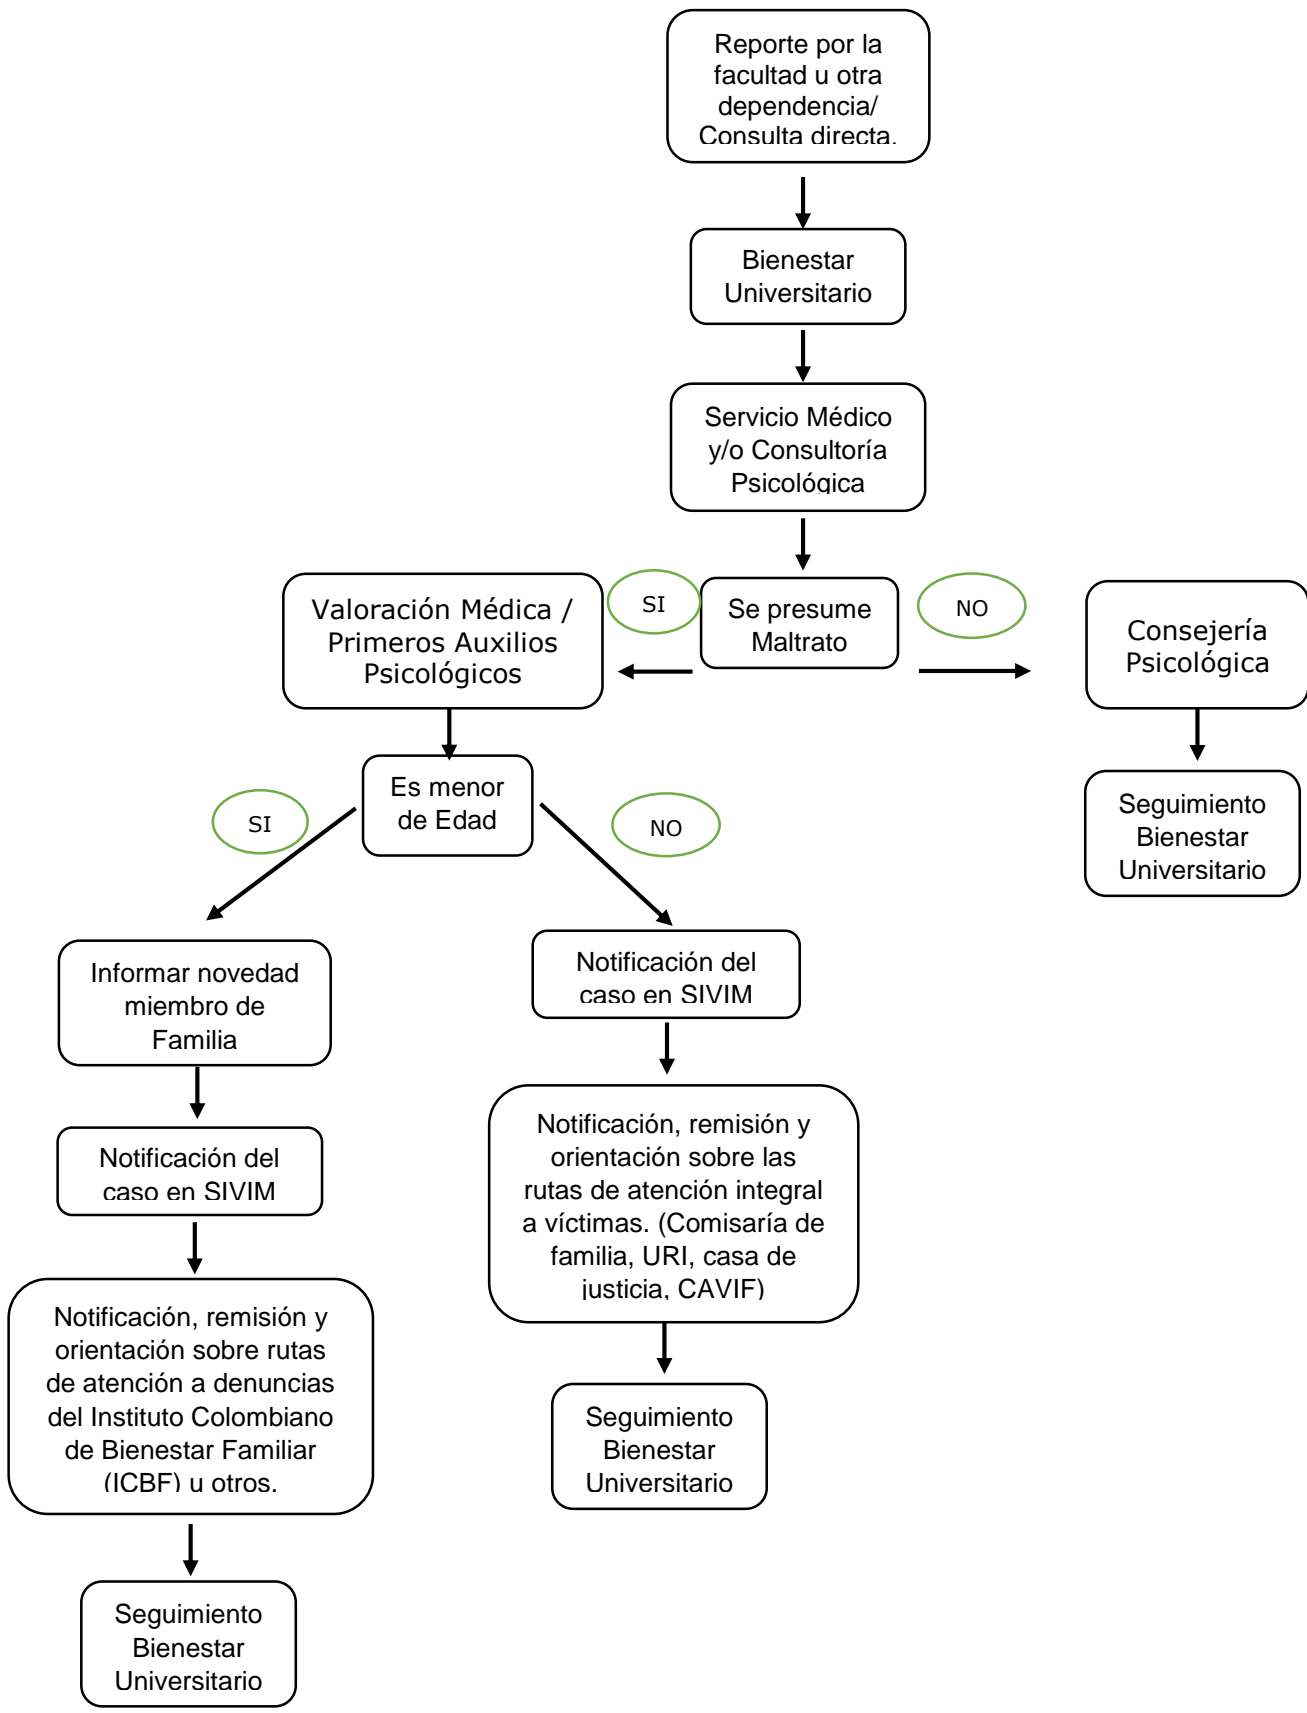 Reporte por la
facultad u otra
dependencia/
Consulta directa.
Bienestar
Universitario
Servicio Médico
y/o Consultoría
Psicológica
Se presume
Maltrato
SI
NO
Valoración Médica /
Primeros Auxilios
Psicológicos
Consejería
Psicológica
Es menor
de Edad
SI
NO
Seguimiento
Bienestar
Universitario
Informar novedad
miembro de
Familia
Notificación del
caso en SIVIM
Notificación del
caso en SIVIM
Notificación, remisión y
orientación sobre las
rutas de atención integral
a víctimas. (Comisaría de
familia, URI, casa de
justicia, CAVIF)
Notificación, remisión y
orientación sobre rutas
de atención a denuncias
del Instituto Colombiano
de Bienestar Familiar
(ICBF) u otros.
Seguimiento
Bienestar
Universitario
Seguimiento
Bienestar
Universitario